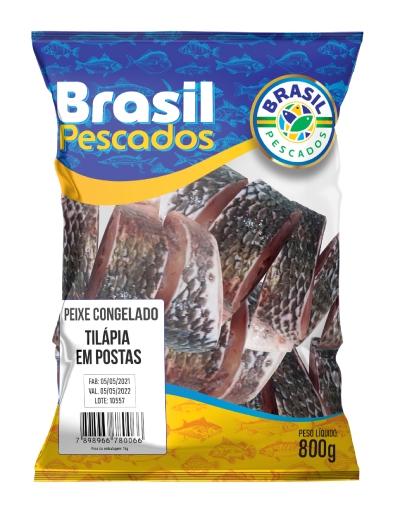 Brasil
Pescados
BRASIL
PESCADOS
PEIXE CONGELADO
TILÁPIA
EM POSTAS
FAB: 05/05/2021
VAL. 05/05/2022
LOTE: 10557
7 898966 780066
PESO LÍQUIDO:
800g